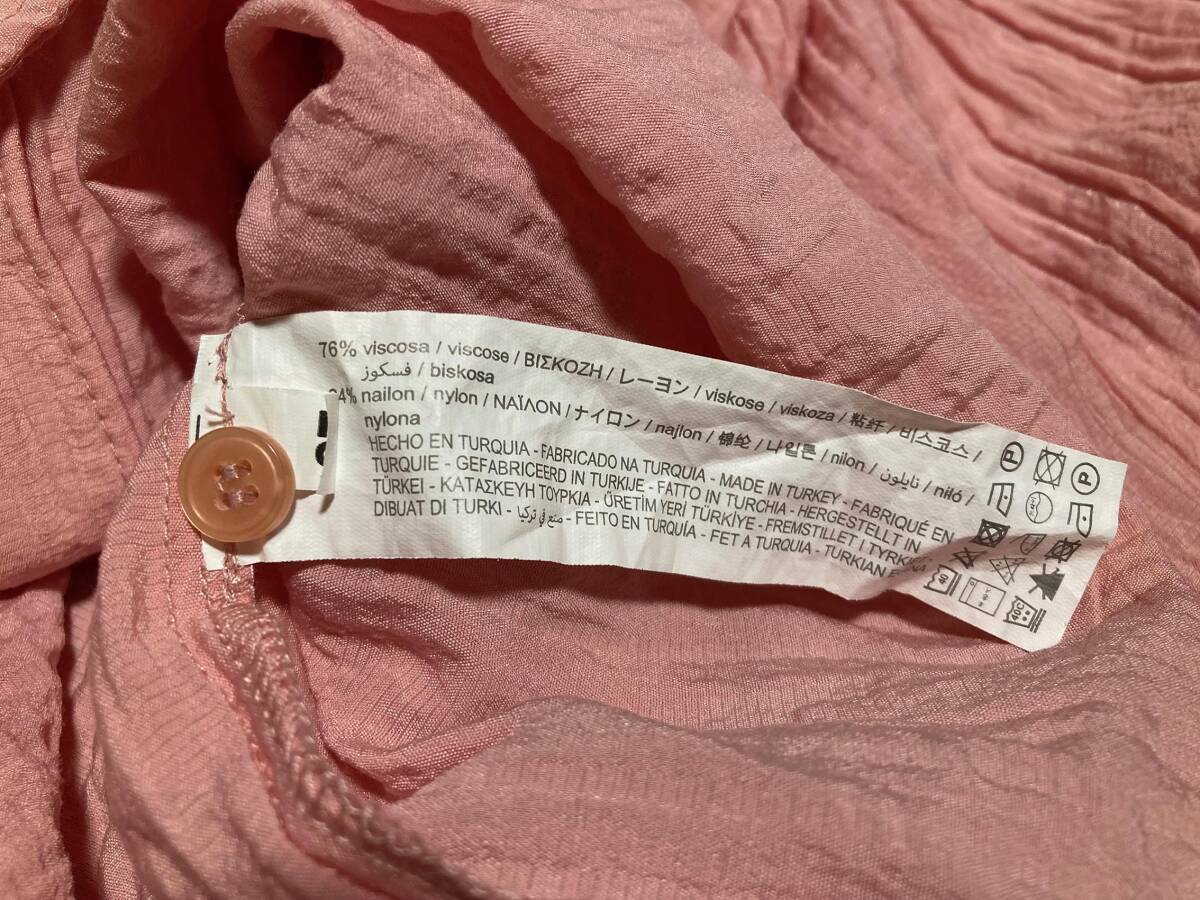 76% viscosa / viscose / ΒΙΣΚΟΖΗ / レーヨン / viskose / viskoza / 粘纤 / 비스코스 /
فسكوز / biskosa
24% nailon / nylon / ΝΑΪΛΟΝ / ナイロン / najlon / 锦纶 / 나일론 / nilon / نايلون / niló /
nylona
HECHO EN TURQUIA - FABRICADO NA TURQUIA - MADE IN TURKEY - FABRIQUÉ EN
TURQUIE - GEFABRICEERD IN TURKIJE - FATTO IN TURCHIA - HERGESTELLT IN
TÜRKEI - ΚΑΤΑΣΚΕΥΗ ΤΟΥΡΚΙΑ - ÜRETİM YERİ TÜRKİYE - FREMSTILLET I
DIBUAT DI TURKI - صنع في تركيا - FEITO EN TURQUÍA - FET A TURQUIA - TURKIAN
P P
40 40℃